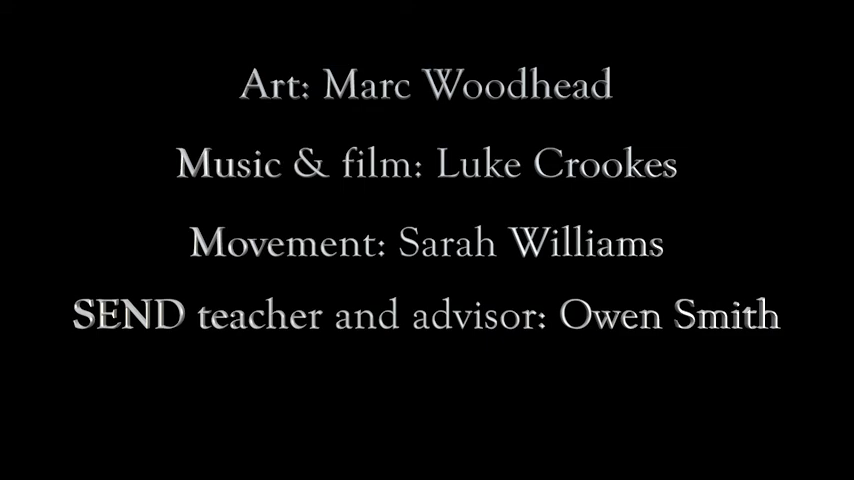 Art: Marc Woodhead
Music & film: Luke Crookes
Movement: Sarah Williams
SEND teacher and advisor: Owen Smith